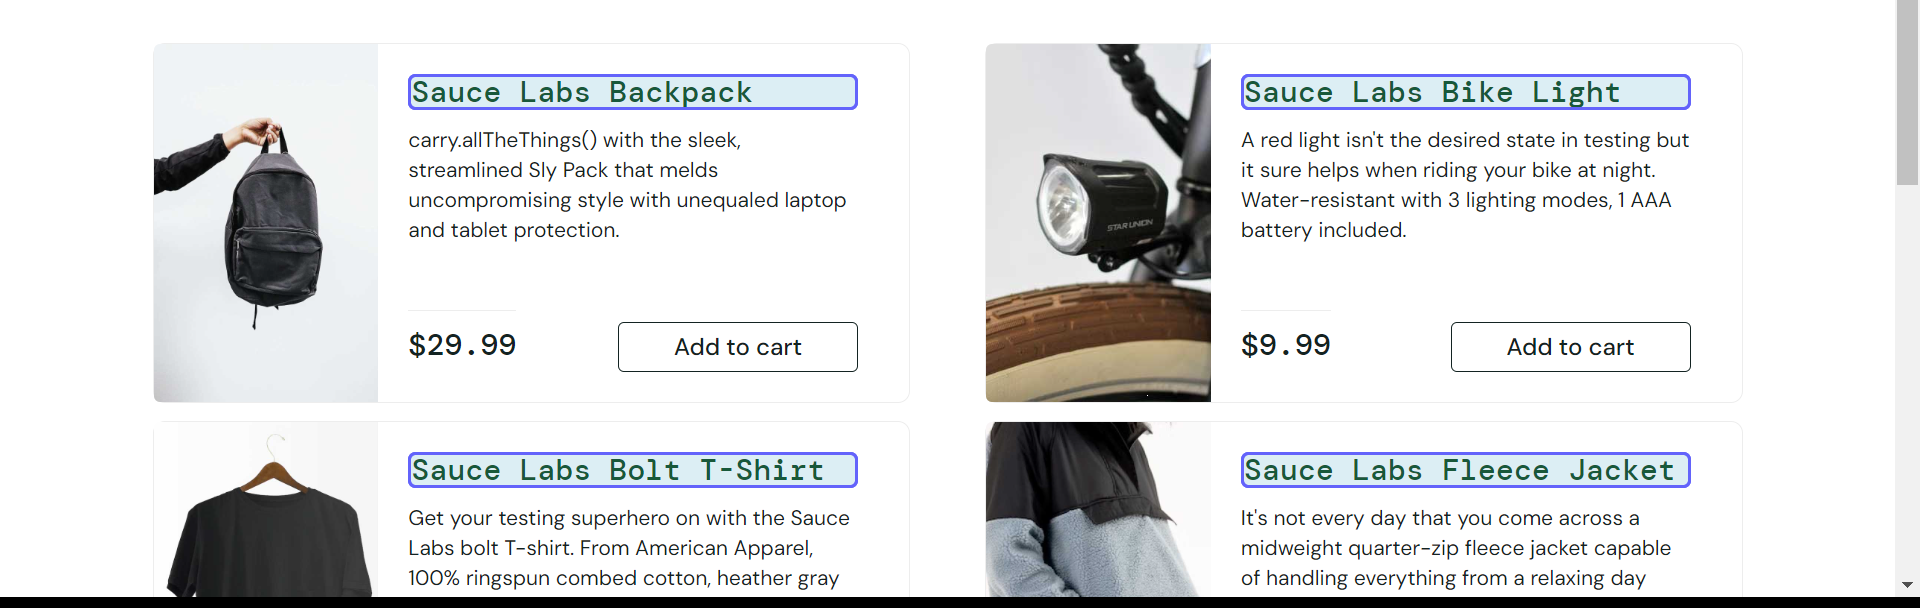 Sauce Labs Backpack
carry.allTheThings() with the sleek,
streamlined Sly Pack that melds
uncompromising style with unequaled laptop
and tablet protection.
$29.99
Add to cart
Sauce Labs Bike Light
A red light isn't the desired state in testing but
it sure helps when riding your bike at night.
Water-resistant with 3 lighting modes, 1 AAA
battery included.
STAR UNION
$9.99
Add to cart
Sauce Labs Bolt T-Shirt
Get your testing superhero on with the Sauce
Labs bolt T-shirt. From American Apparel,
100% ringspun combed cotton, heather gray
Sauce Labs Fleece Jacket
It's not every day that you come across a
midweight quarter-zip fleece jacket capable
of handling everything from a relaxing day